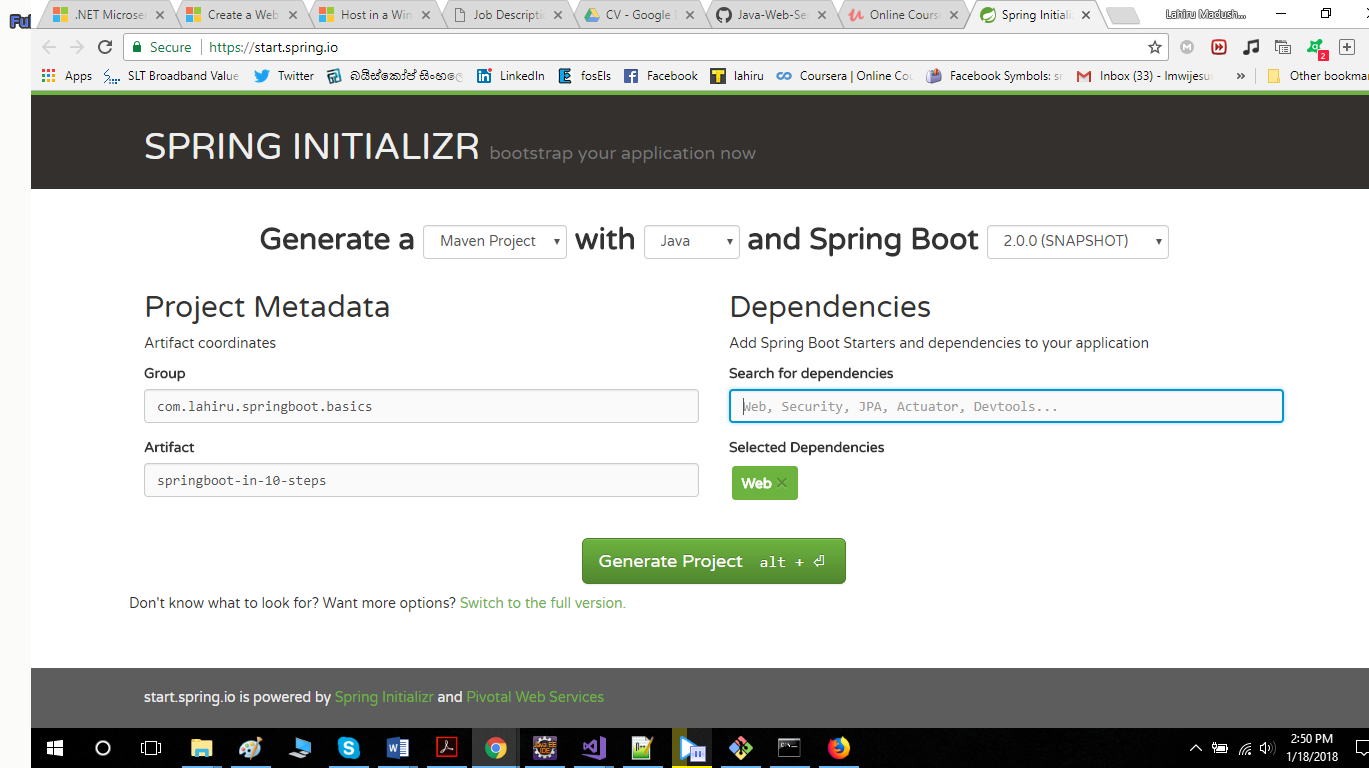 Ful
.NET Microser
Create a Web
Host in a Win
Job Descripti
CV - Google
Java-Web-Se
Online Cours
Spring Initiali
Lahiru Madush...
Secure
https://start.spring.io
Apps
SLT Broadband Value
Twitter
LinkedIn
fosEls
Facebook
lahiru
Coursera | Online Cou
Facebook Symbols: sm
Inbox (33) - lmwijesu
»
Other bookmar
SPRING INITIALIZR bootstrap your application now
Generate a Maven Project with Java and Spring Boot 2.0.0 (SNAPSHOT)
Project Metadata
Artifact coordinates
Group
com.lahiru.springboot.basics
Artifact
springboot-in-10-steps
Dependencies
Add Spring Boot Starters and dependencies to your application
Search for dependencies
Web, Security, JPA, Actuator, Devtools...
Selected Dependencies
Web ×
Generate Project alt + ⏎
Don't know what to look for? Want more options? Switch to the full version.
start.spring.io is powered by Spring Initializr and Pivotal Web Services
2:50 PM
1/18/2018